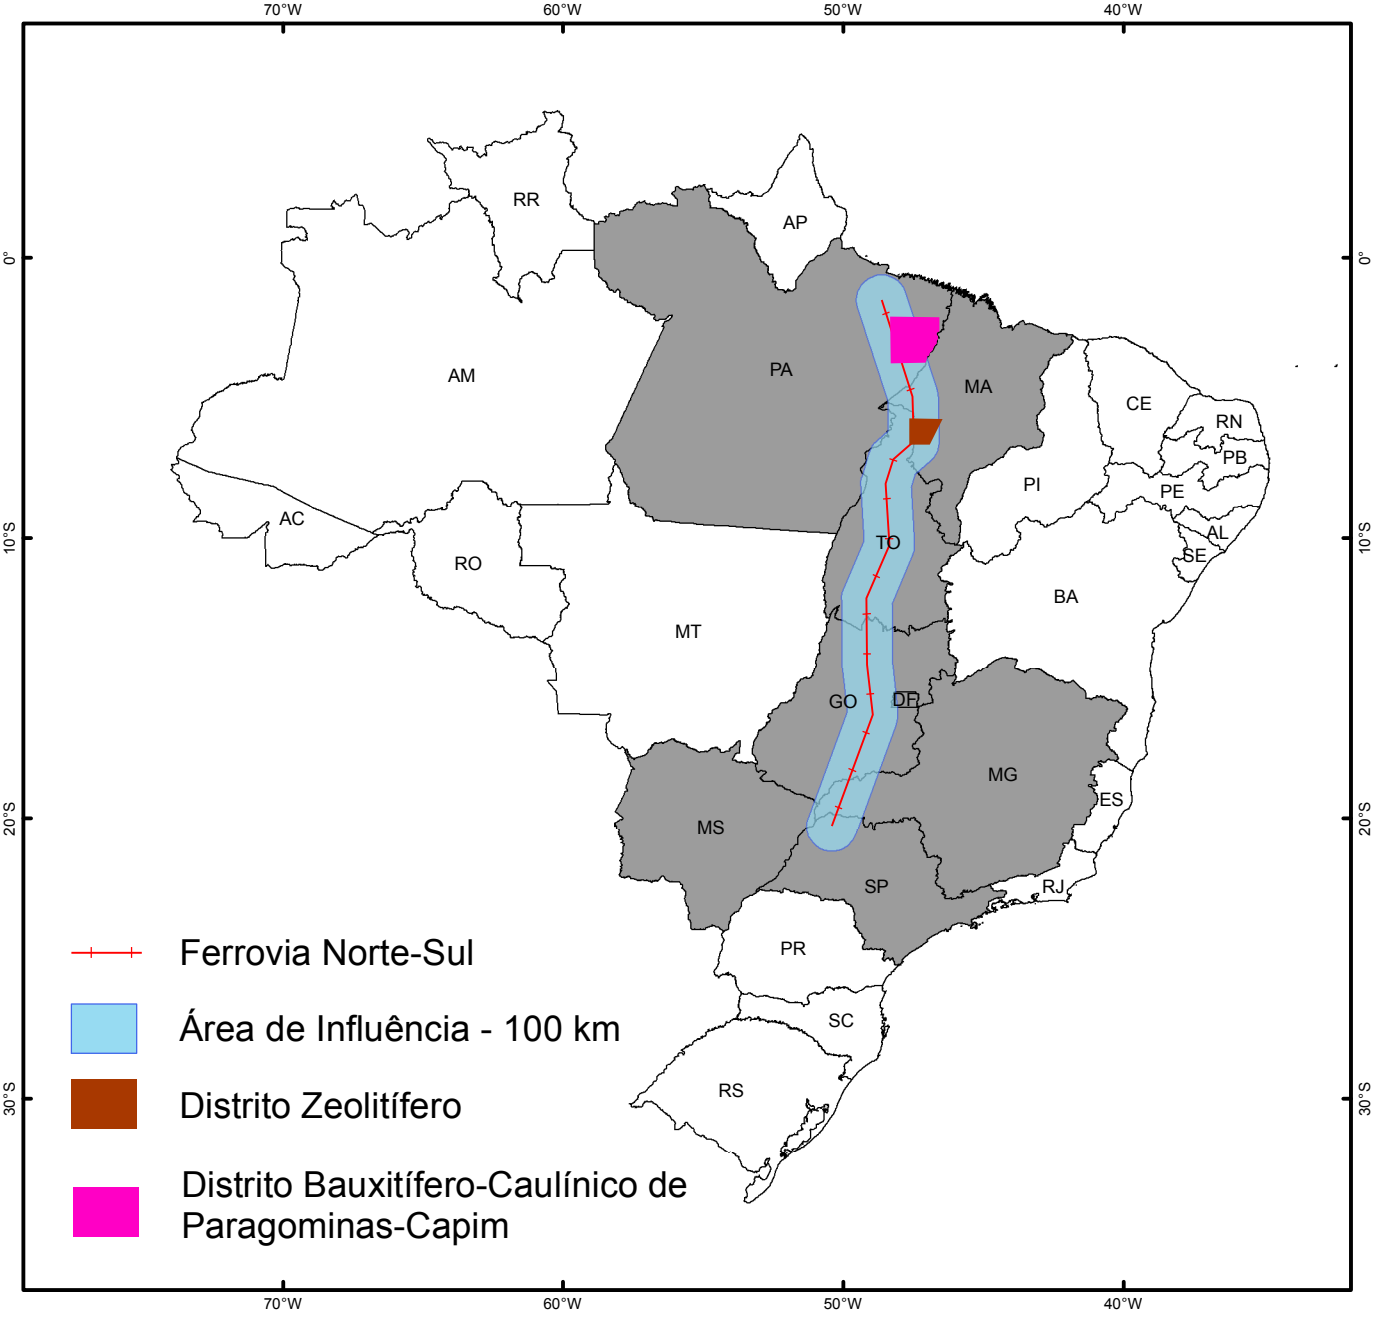 70°W 60°W 50°W 40°W
0° 0°
10°S 10°S
20°S 20°S
30°S 30°S
RR
AP
AM
PA
MA
CE
RN
PB
PI
PE
AC
AL
TO
SE
RO
BA
MT
GO
DF
MG
ES
MS
SP
RJ
PR
SC
RS
Ferrovia Norte-Sul
Área de Influência - 100 km
Distrito Zeolitífero
Distrito Bauxitífero-Caulínico de
Paragominas-Capim
70°W 60°W 50°W 40°W